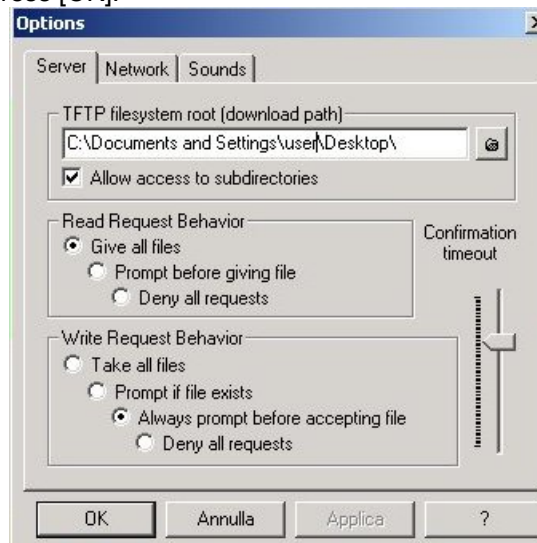 Options
Server Network Sounds
TFTP filesystem root (download path)
C:\Documents and Settings\user\Desktop\
Allow access to subdirectories
Read Request Behavior
Give all files
Prompt before giving file
Deny all requests
Confirmation
timeout
Write Request Behavior
Take all files
Prompt if file exists
Always prompt before accepting file
Deny all requests
OK Annulla Applica ?